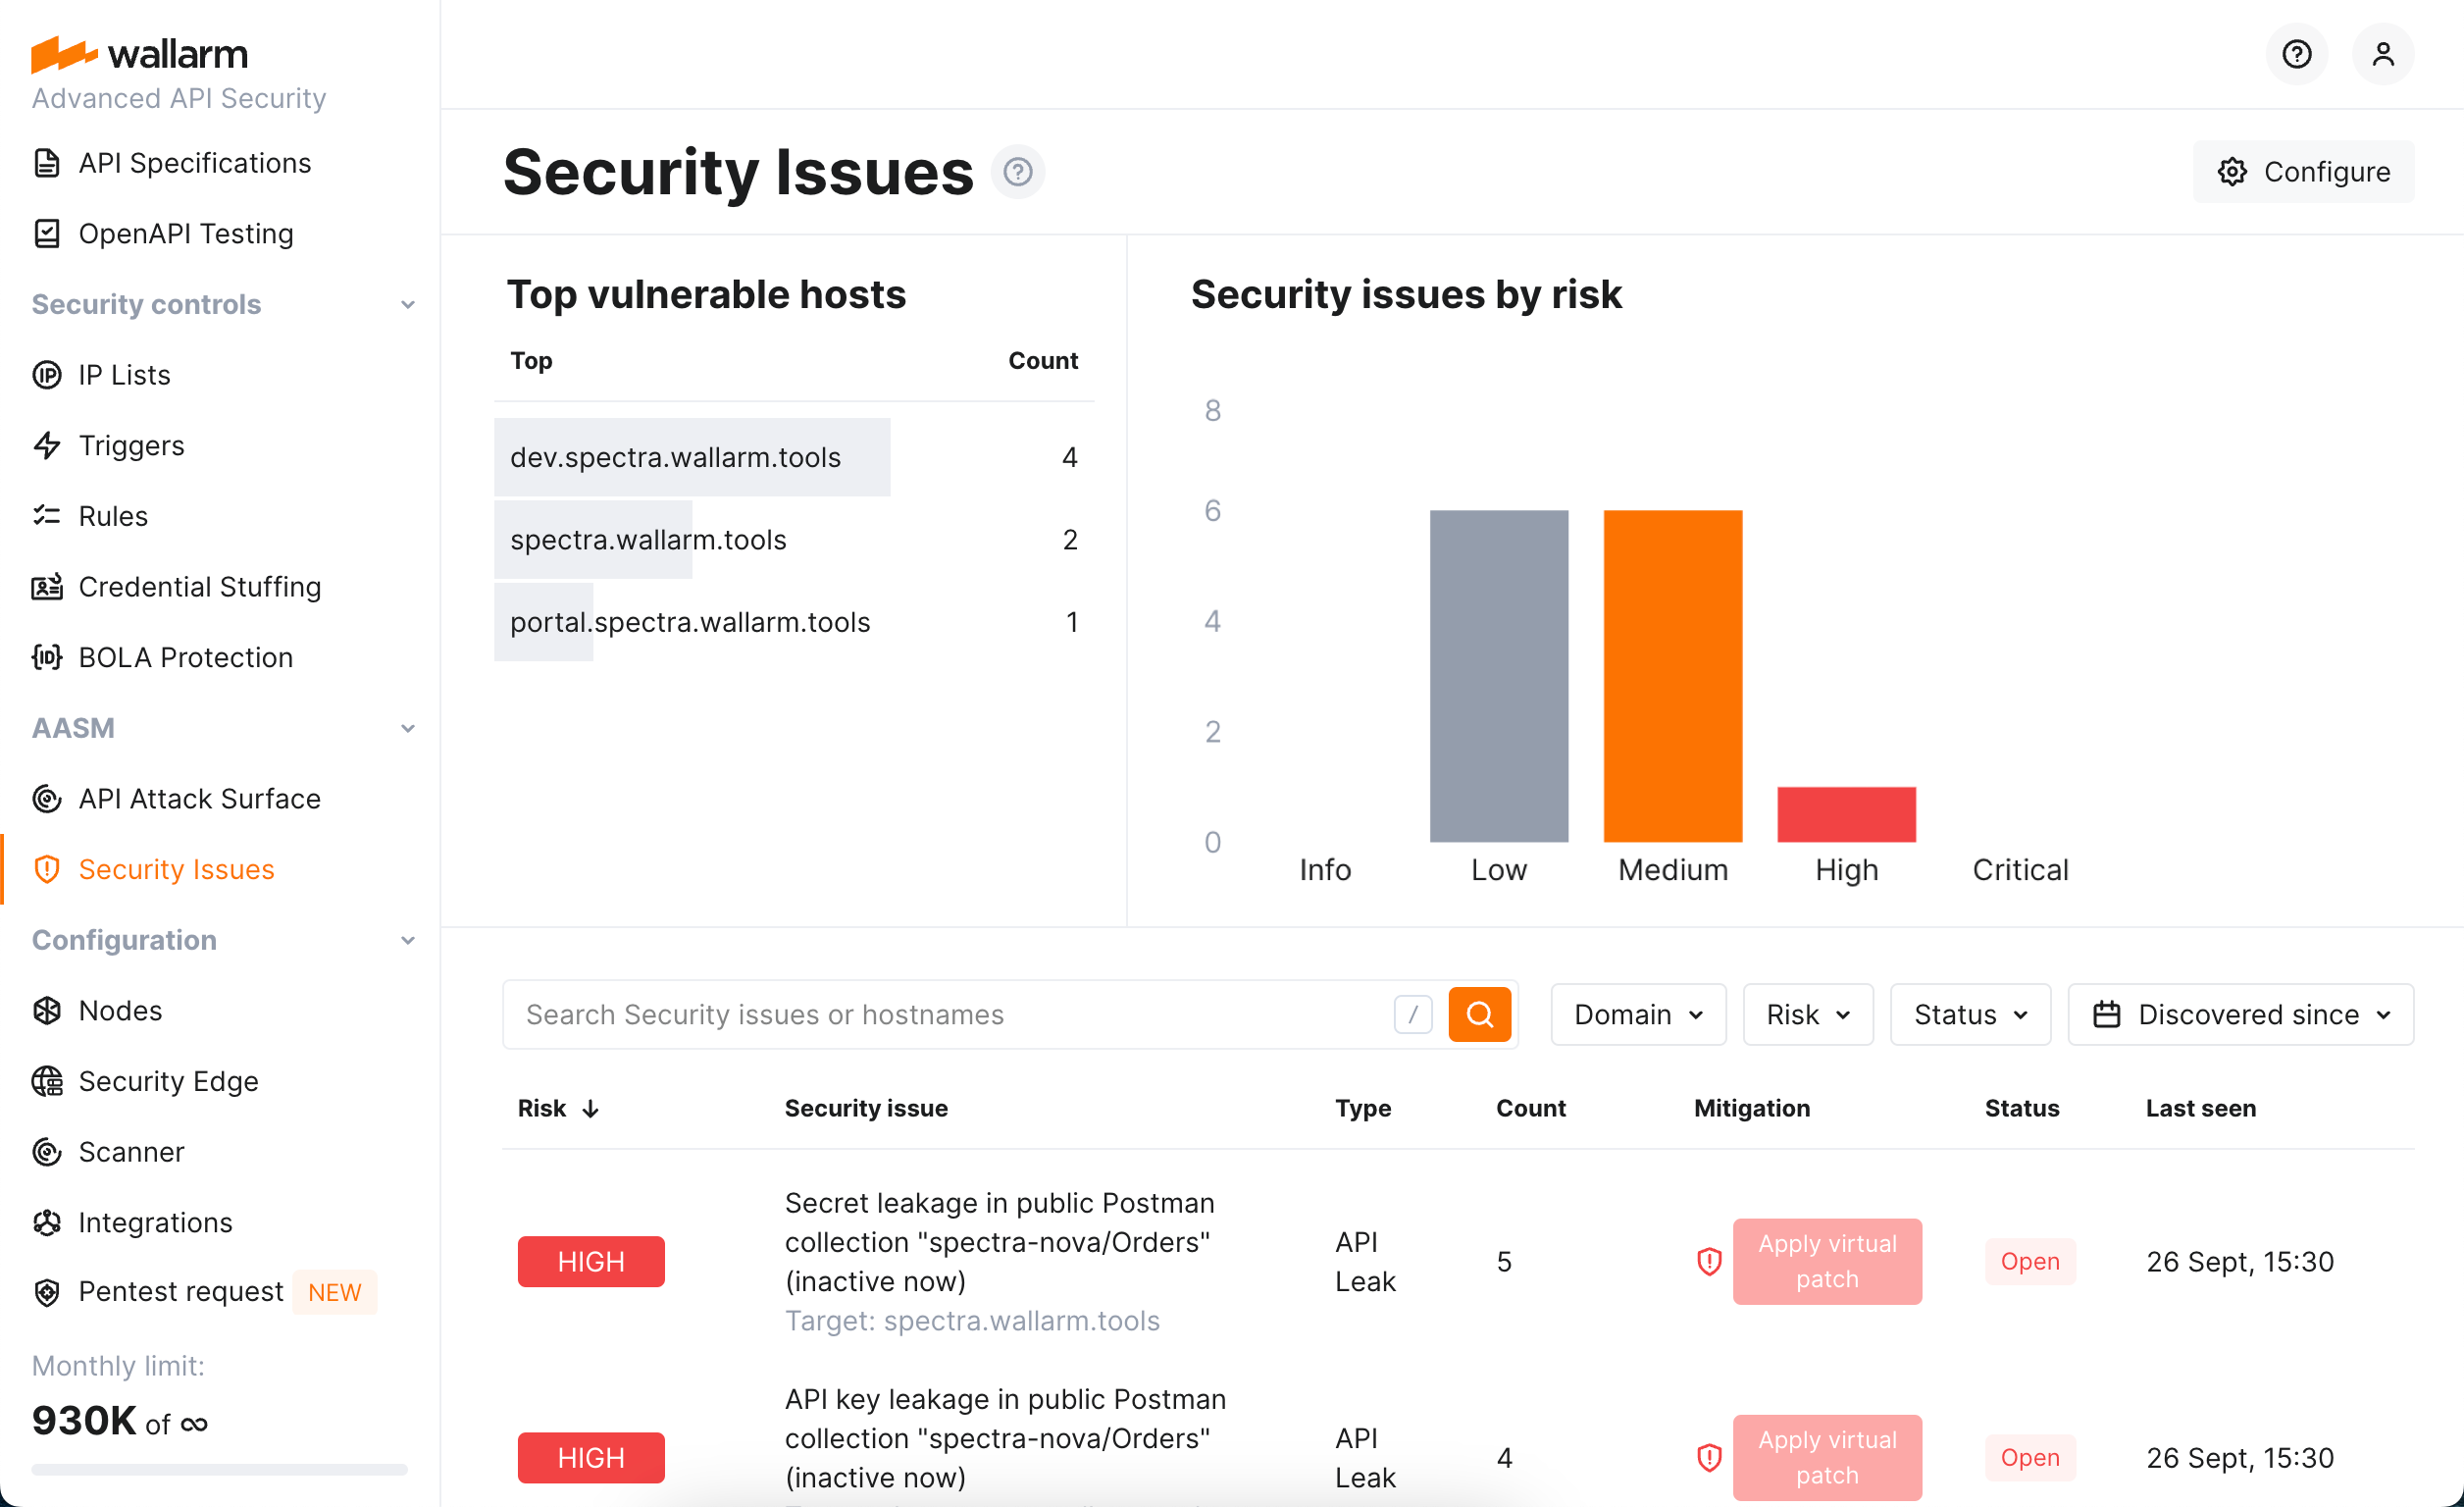 wallarm
Advanced API Security
API Specifications
OpenAPI Testing
Security controls
IP Lists
Triggers
Rules
Credential Stuffing
BOLA Protection
AASM
API Attack Surface
Security Issues
Configuration
Nodes
Security Edge
Scanner
Integrations
Pentest request NEW
Monthly limit:
930K of ∞
Security Issues
Configure
Top vulnerable hosts
Top Count
dev.spectra.wallarm.tools 4
spectra.wallarm.tools 2
portal.spectra.wallarm.tools 1
Security issues by risk
8
6
4
2
0
Info Low Medium High Critical
Search Security issues or hostnames /
Domain Risk Status Discovered since
Risk Security issue Type Count Mitigation Status Last seen
HIGH
Secret leakage in public Postman
collection "spectra-nova/Orders"
(inactive now)
Target: spectra.wallarm.tools
API
Leak
5
Apply virtual
patch
Open
26 Sept, 15:30
HIGH
API key leakage in public Postman
collection "spectra-nova/Orders"
(inactive now)
API
Leak
4
Apply virtual
patch
Open
26 Sept, 15:30